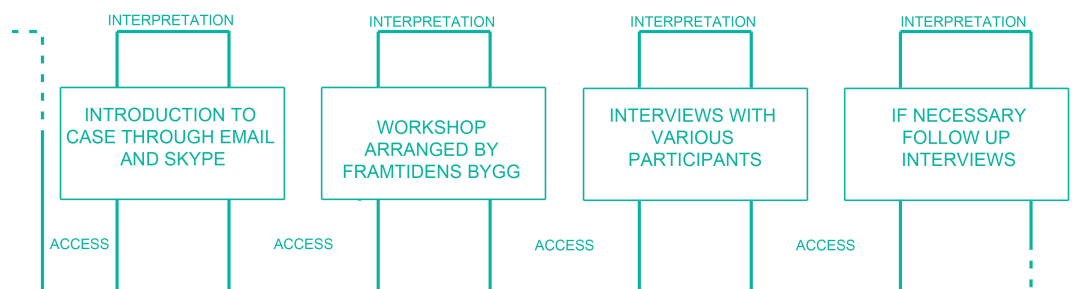 INTERPRETATION
INTERPRETATION
INTERPRETATION
INTERPRETATION
INTRODUCTION TO
CASE THROUGH EMAIL
AND SKYPE
WORKSHOP
ARRANGED BY
FRAMTIDENS BYGG
INTERVIEWS WITH
VARIOUS
PARTICIPANTS
IF NECESSARY
FOLLOW UP
INTERVIEWS
ACCESS
ACCESS
ACCESS
ACCESS